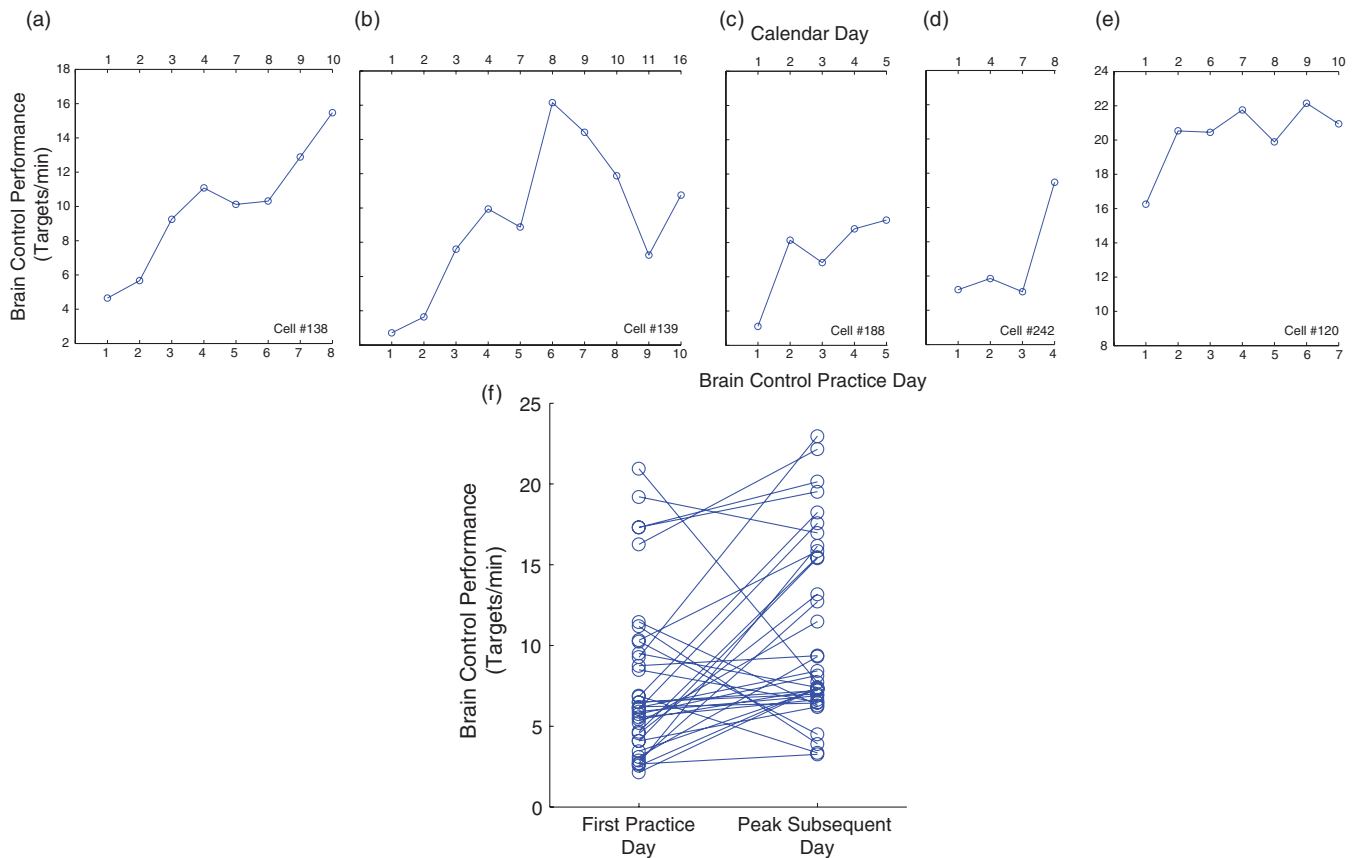 (a) (b) (c) (d) (e)
Calendar Day
1 2 3 4 7 8 9 10
1 2 3 4 7 8 9 10 11 16
1 2 3 4 5
1 4 7 8
1 2 6 7 8 9 10
Brain Control Performance
(Targets/min)
18
16
14
12
10
8
6
4
2
24
22
20
18
16
14
12
10
8
Cell #138
Cell #139
Cell #188
Cell #242
Cell #120
1 2 3 4 5 6 7 8
1 2 3 4 5 6 7 8 9 10
1 2 3 4 5
1 2 3 4
1 2 3 4 5 6 7
Brain Control Practice Day
(f)
Brain Control Performance
(Targets/min)
25
20
15
10
5
0
First Practice
Day
Peak Subsequent
Day